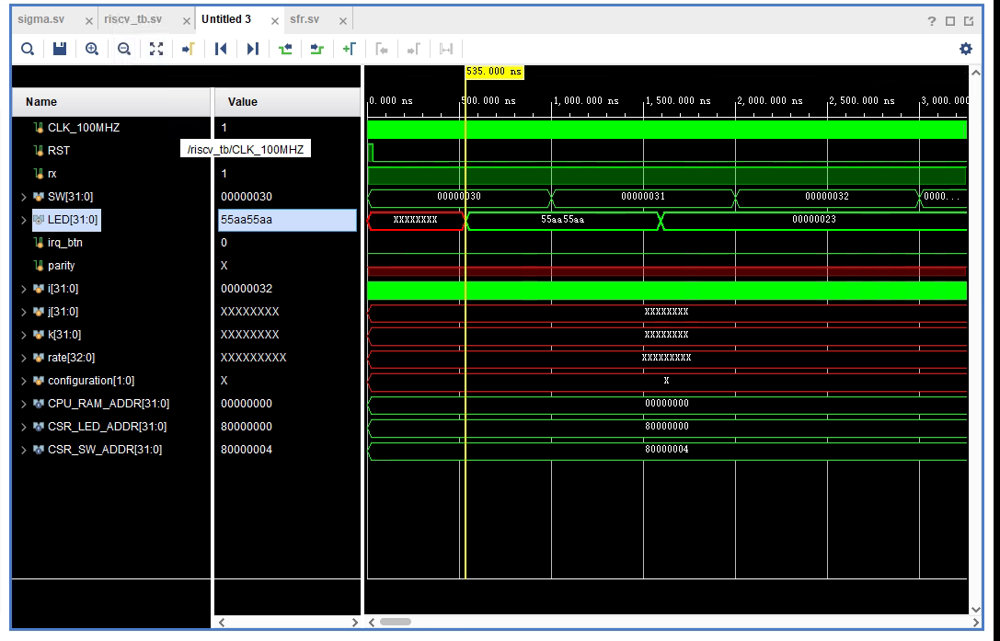 sigma.sv riscv_tb.sv Untitled 3 sfr.sv
535.000 ns
0.000 ns 500.000 ns 1,000.000 ns 1,500.000 ns 2,000.000 ns 2,500.000 ns 3,000.000
Name Value
CLK_100MHZ 1
RST /riscv_tb/CLK_100MHZ
rx 1
SW[31:0] 00000030 00000030 00000031 00000032 0000...
LED[31:0] 55aa55aa XXXXXXXX 55aa55aa 00000023
irq_btn 0
parity X
i[31:0] 00000032
j[31:0] XXXXXXXX XXXXXXXX
k[31:0] XXXXXXXX XXXXXXXX
rate[32:0] XXXXXXXXX XXXXXXXXX
configuration[1:0] X X
CPU_RAM_ADDR[31:0] 00000000 00000000
CSR_LED_ADDR[31:0] 80000000 80000000
CSR_SW_ADDR[31:0] 80000004 80000004